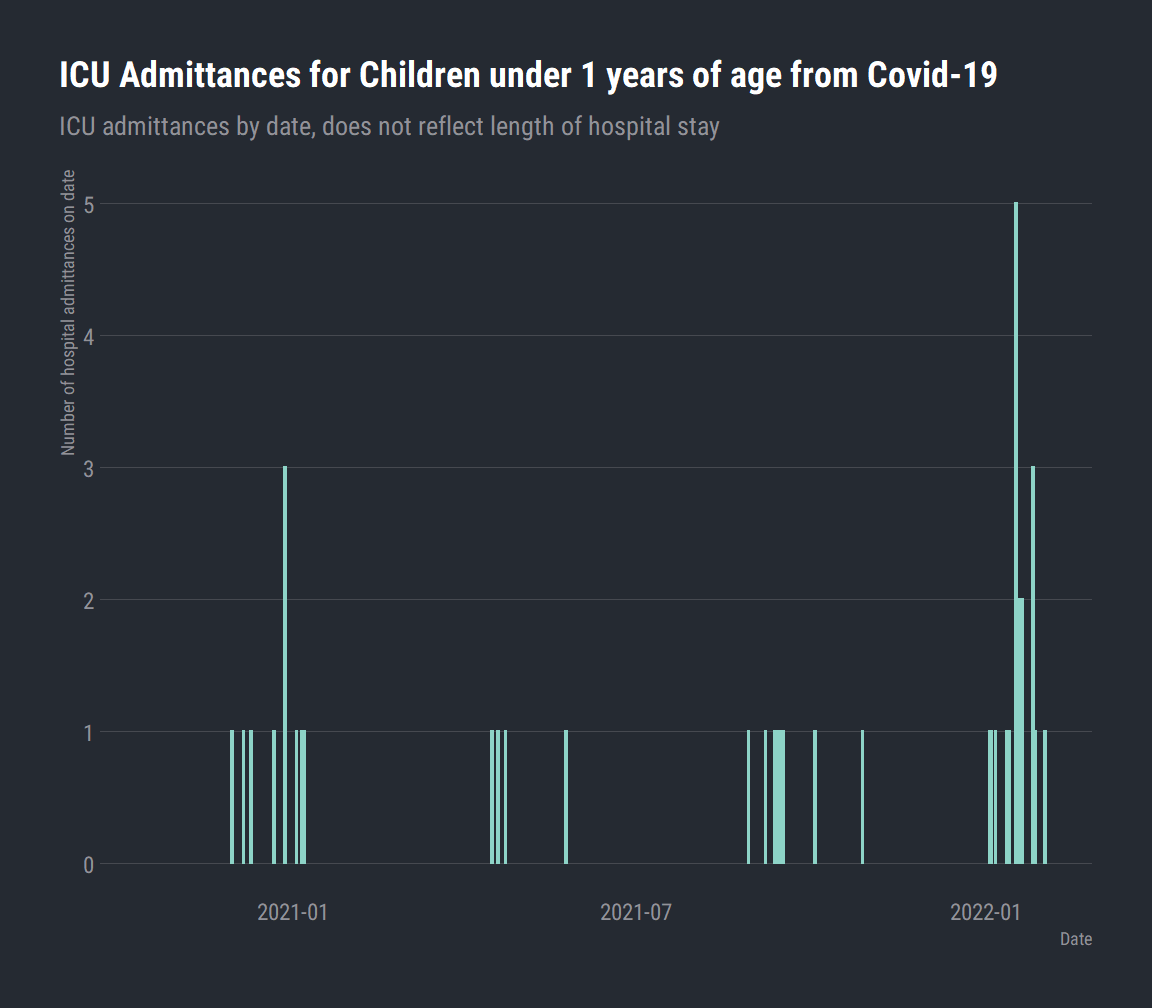 ICU Admittances for Children under 1 years of age from Covid-19
ICU admittances by date, does not reflect length of hospital stay
Number of hospital admittances on date
5
4
3
2
1
0
2021-01
2021-07
2022-01
Date